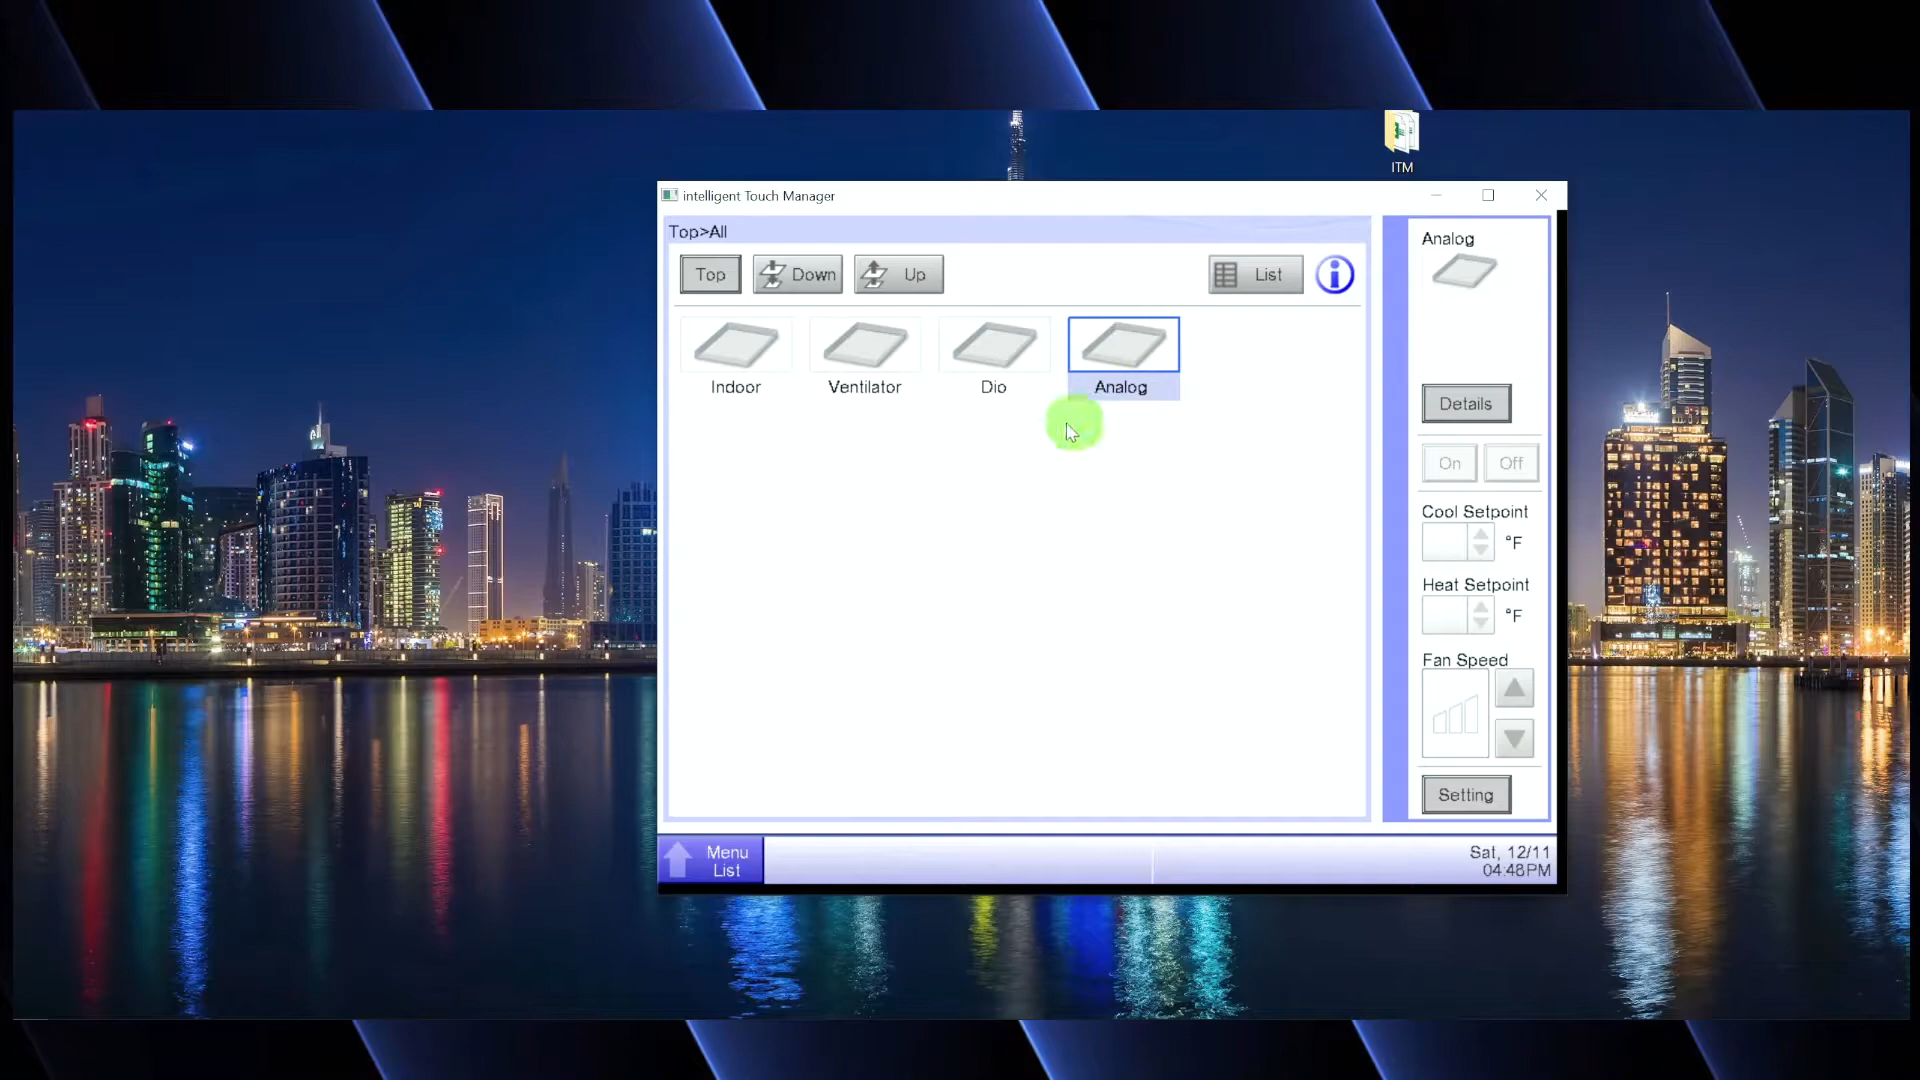 ITM
intelligent Touch Manager
Top>All
Top
Down
Up
List
Indoor
Ventilator
Dio
Analog
Analog
Details
On
Off
Cool Setpoint
°F
Heat Setpoint
°F
Fan Speed
Setting
Menu
List
Sat, 12/11
04:48PM